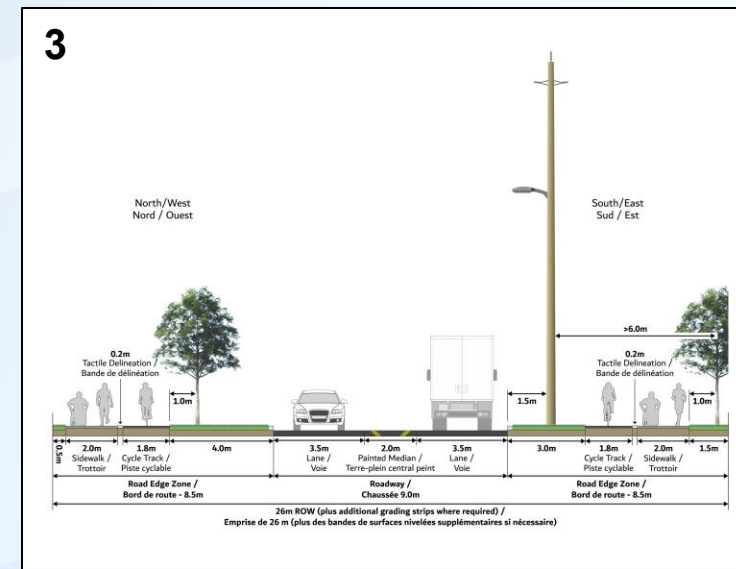 3
North/West
Nord / Ouest
South/East
Sud / Est
>6.0m
0.2m
Tactile Delineation /
Bande de délinéation
0.2m
Tactile Delineation /
Bande de délinéation
1.0m
1.5m
1.0m
0.5m
2.0m
Sidewalk /
Trottoir
1.8m
Cycle Track /
Piste cyclable
4.0m
3.5m
Lane /
Voie
2.0m
Painted Median /
Terre-plein central peint
3.5m
Lane /
Voie
3.0m
1.8m
Cycle Track /
Piste cyclable
2.0m
Sidewalk /
Trottoir
1.5m
Road Edge Zone /
Bord de route - 8.5m
Roadway /
Chaussée 9.0m
Road Edge Zone /
Bord de route - 8.5m
26m ROW (plus additional grading strips where required) /
Emprise de 26 m (plus des bandes de surfaces nivelées supplémentaires si nécessaire)